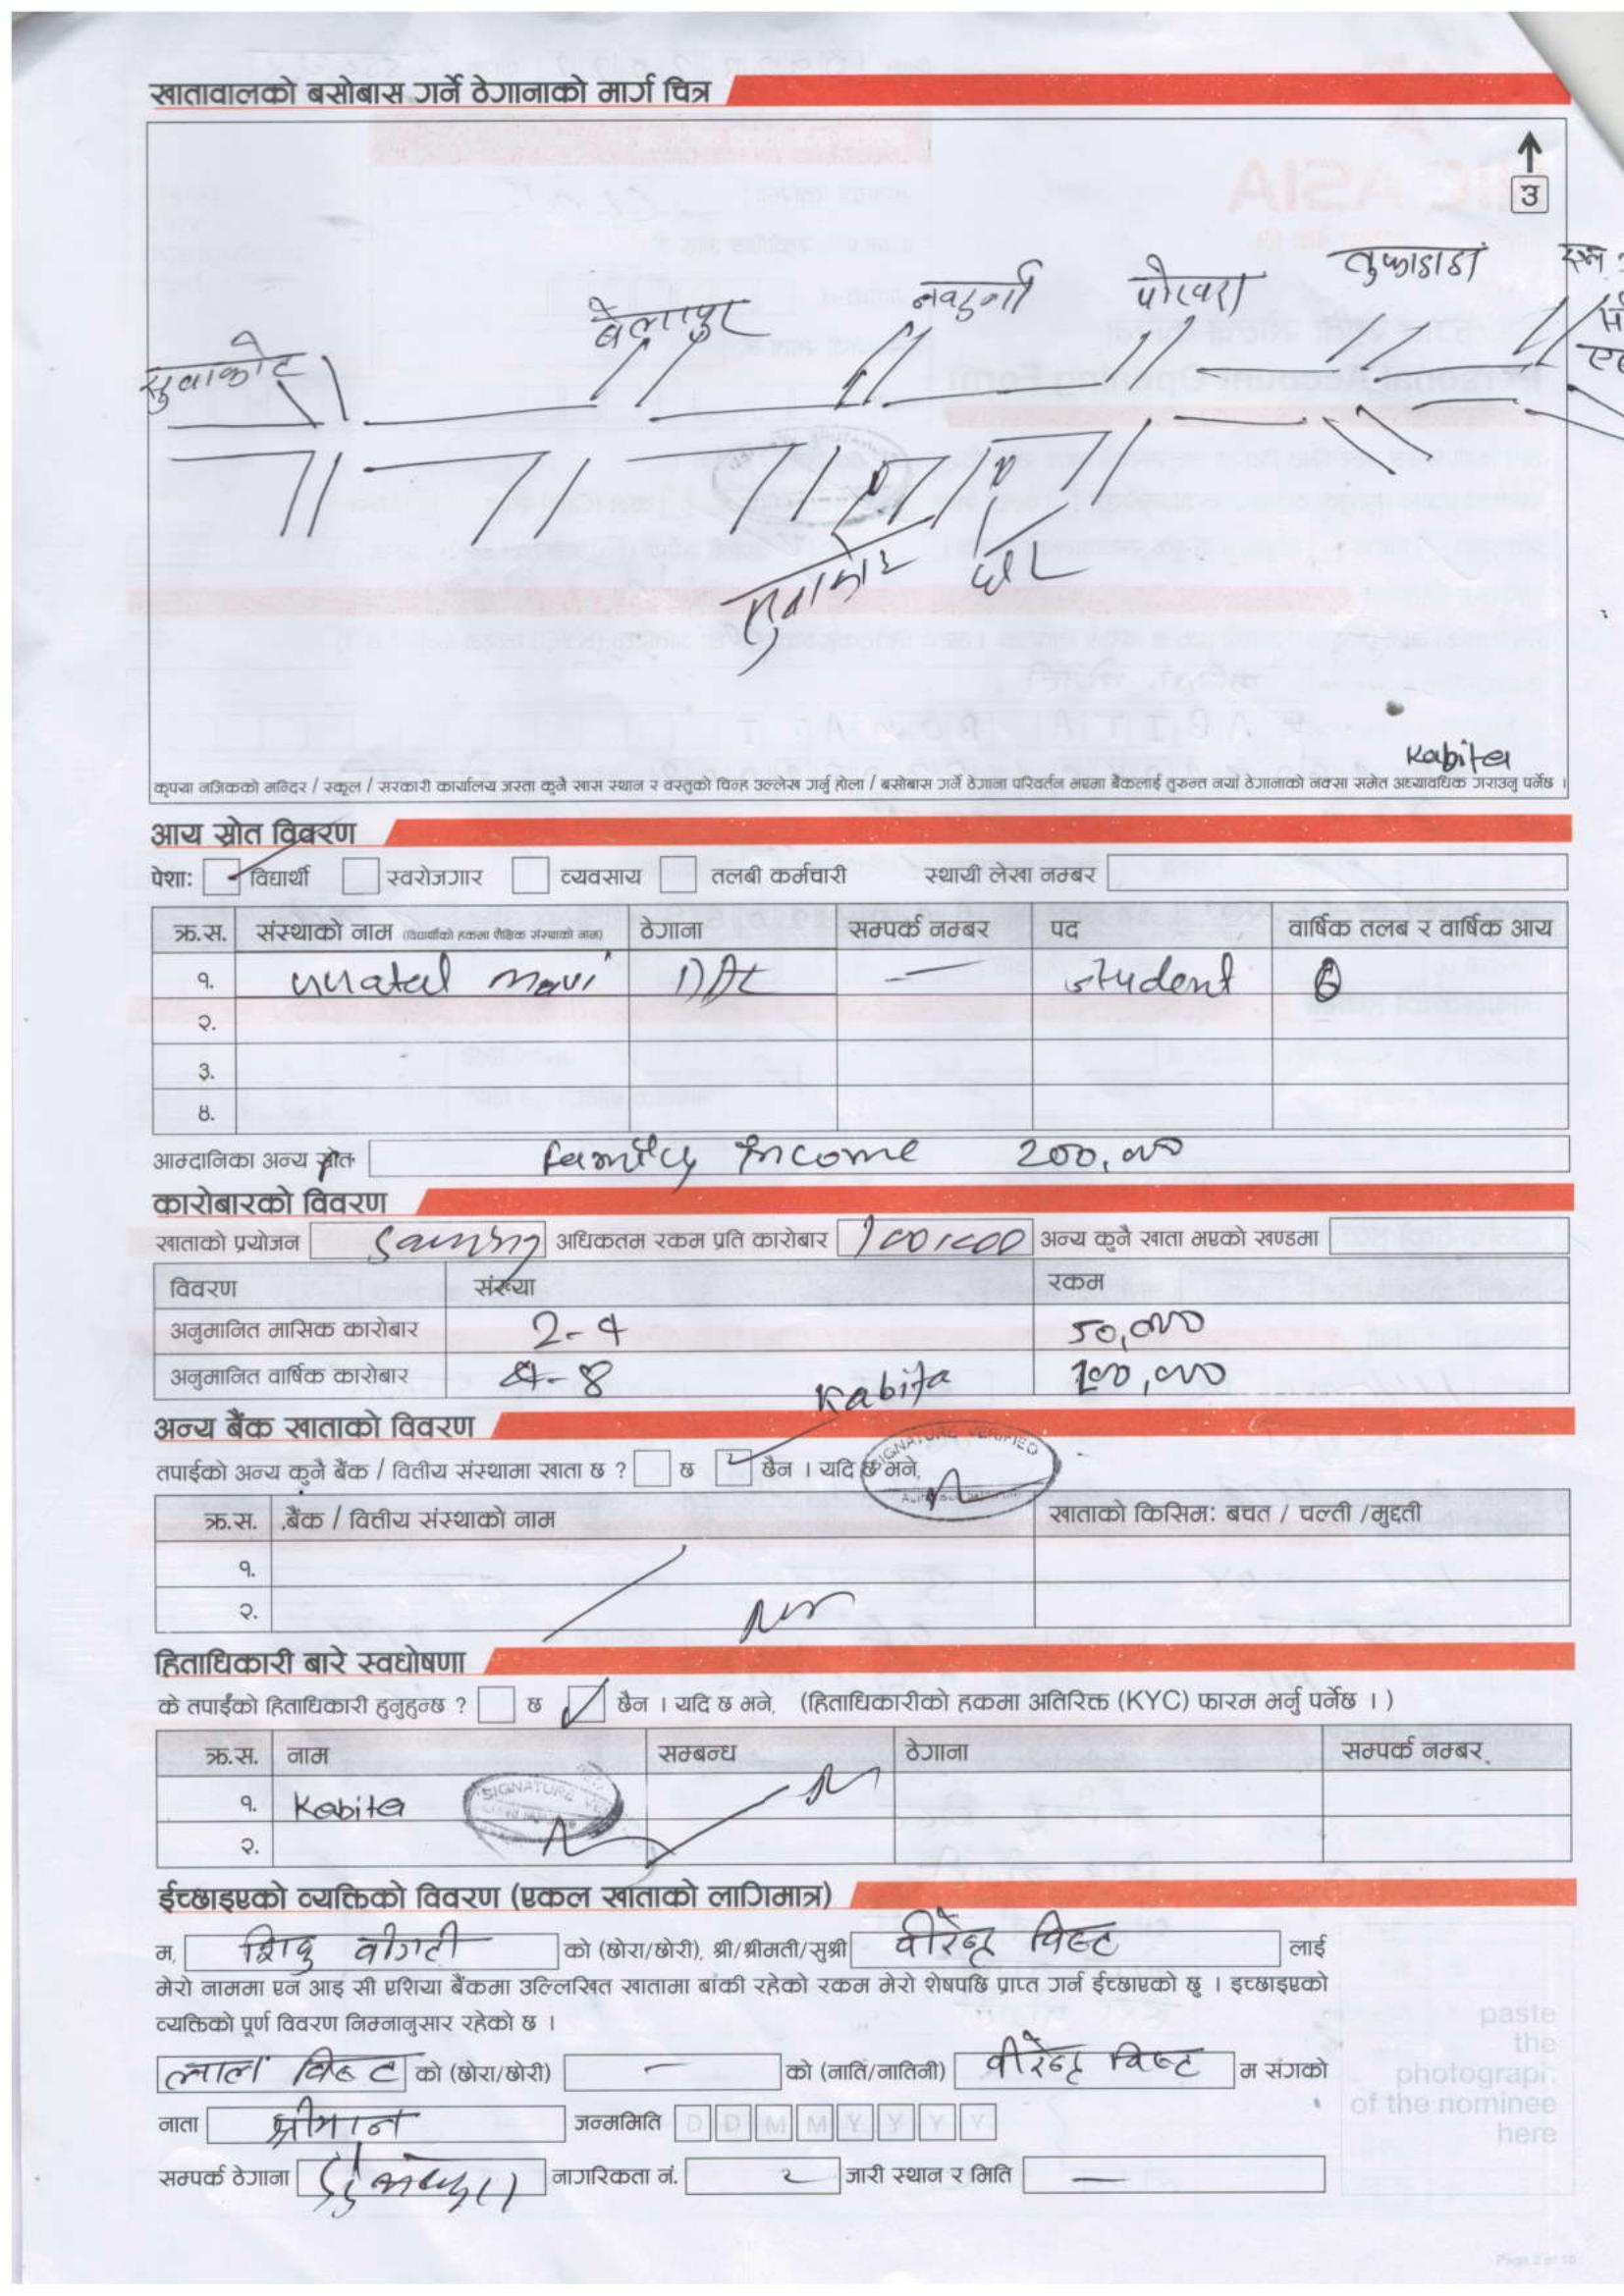 खातावालको बसोबास गर्ने ठेगानाको मार्ग चित्र
उ
सुवाकोट बेलापुर नवदुर्गा पोखरा तुफाडाडा
सुवाकोट घर
Kabita
कृपया नजिकको मन्दिर / स्कूल / सरकारी कार्यालय जस्ता कुनै खास स्थान र वस्तुको चिन्ह उल्लेख गर्नु होला / बसोबास गर्ने ठेगाना परिवर्तन भएमा बैंकलाई तुरुन्त नयाँ ठेगानाको नक्सा समेत अध्यावधिक गराउनु पर्नेछ ।
आय स्रोत विवरण
पेशाः विद्यार्थी स्वरोजगार व्यवसाय तलबी कर्मचारी स्थायी लेखा नम्बर
क्र.स. संस्थाको नाम (विद्यार्थीको हकमा शैक्षिक संस्थाको नाम) ठेगाना सम्पर्क नम्बर पद वार्षिक तलब र वार्षिक आय
१. mavi — student
२.
३.
४.
आम्दानिका अन्य स्रोत family Income 200,000
कारोबारको विवरण
खाताको प्रयोजन saving अधिकतम रकम प्रति कारोबार 100,000 अन्य कुनै खाता भएको खण्डमा
विवरण संख्या रकम
अनुमानित मासिक कारोबार 2-4 50,000
अनुमानित वार्षिक कारोबार 4-8 100,000
Kabita
अन्य बैंक खाताको विवरण
तपाईको अन्य कुनै बैंक / वितीय संस्थामा खाता छ ? छ छैन । यदि छ भने,
SIGNATURE VERIFIED
क्र.स. बैंक / वित्तीय संस्थाको नाम खाताको किसिमः बचत / चल्ती /मुद्दती
१.
२.
हिताधिकारी बारे स्वघोषणा
के तपाईंको हिताधिकारी हुनुहुन्छ ? छ छैन । यदि छ भने, (हिताधिकारीको हकमा अतिरिक्त (KYC) फारम भर्नु पर्नेछ । )
क्र.स. नाम सम्बन्ध ठेगाना सम्पर्क नम्बर
१. Kabita
SIGNATURE
२.
ईच्छाइएको व्यक्तिको विवरण (एकल खाताको लागिमात्र)
म, को (छोरा/छोरी), श्री/श्रीमती/सुश्री वीरेन्द्र विष्ट लाई
मेरो नाममा एन आइ सी एशिया बैंकमा उल्लिखित खातामा बांकी रहेको रकम मेरो शेषपछि प्राप्त गर्न ईच्छाएको छु । इच्छाइएको
व्यक्तिको पूर्ण विवरण निम्नानुसार रहेको छ ।
लाल विष्ट को (छोरा/छोरी) — को (नाति/नातिनी) वीरेन्द्र विष्ट म संगको
नाता श्रीमान जन्ममिति D D M M Y Y Y Y
सम्पर्क ठेगाना नागरिकता नं. जारी स्थान र मिति —
paste
the
photograph
of the nominee
here
Page 2 of 10